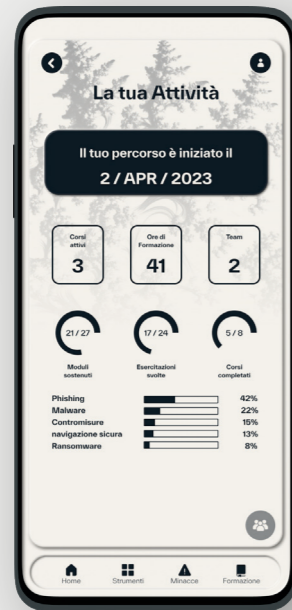 La tua Attività
Il tuo percorso è iniziato il
2 / APR / 2023
Corsi attivi
3
Ore di Formazione
41
Team
2
21 / 27
Moduli sostenuti
17 / 24
Esercitazioni svolte
5 / 8
Corsi completati
Phishing 42%
Malware 22%
Contromisure 15%
navigazione sicura 13%
Ransomware 8%
Home
Strumenti
Minacce
Formazione